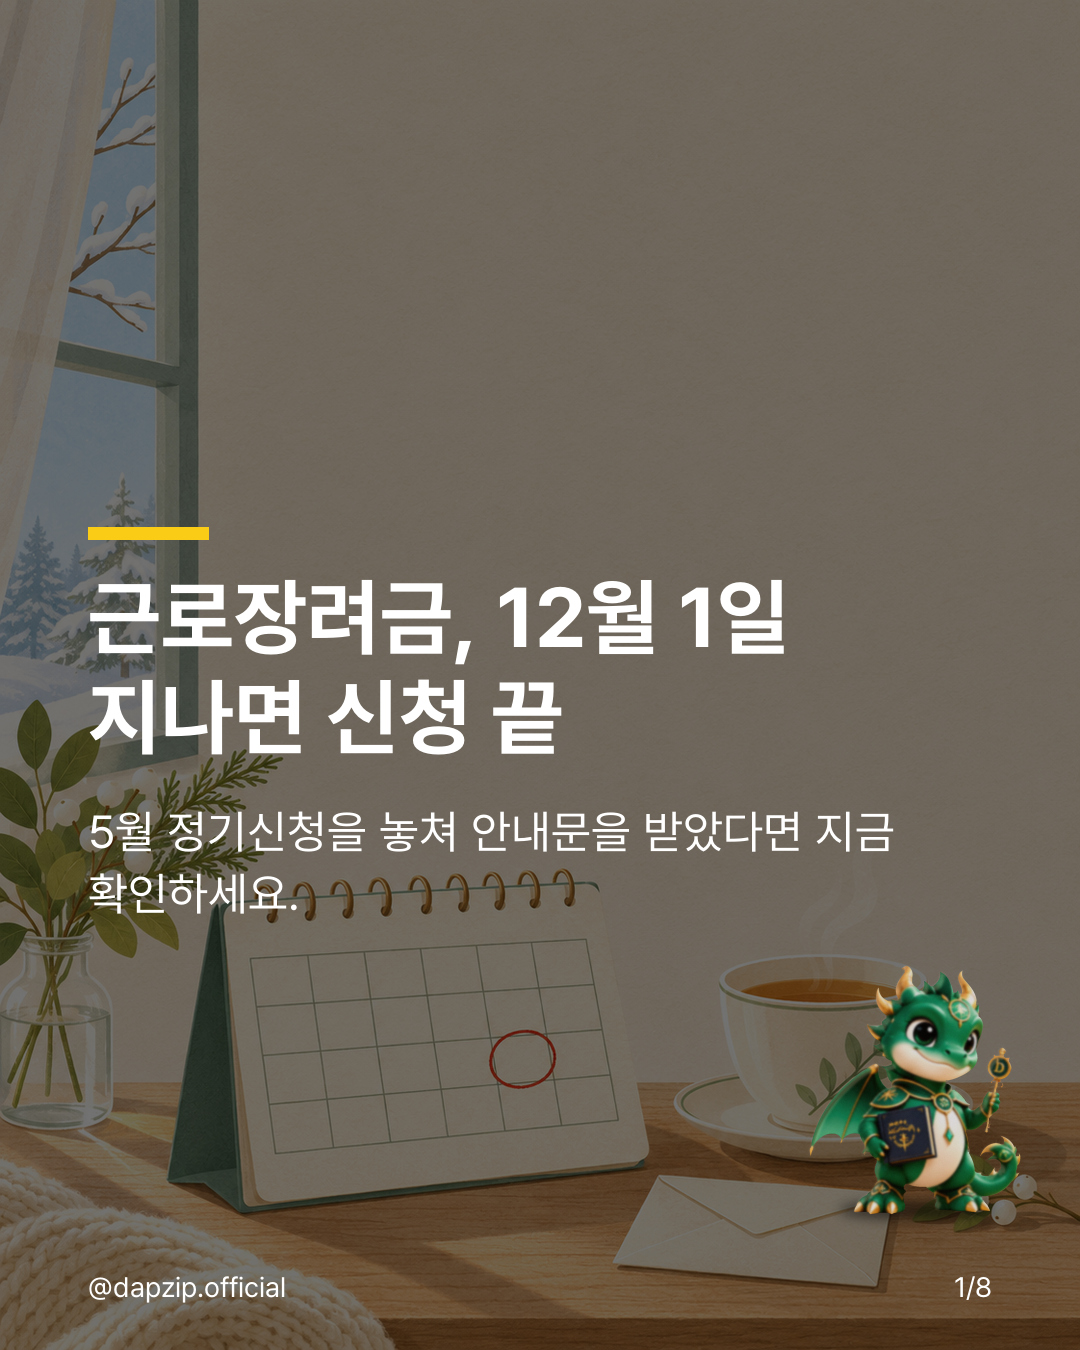 근로장려금, 12월 1일
지나면 신청 끝
5월 정기신청을 놓쳐 안내문을 받았다면 지금
확인하세요.
b
@dapzip.official
1/8